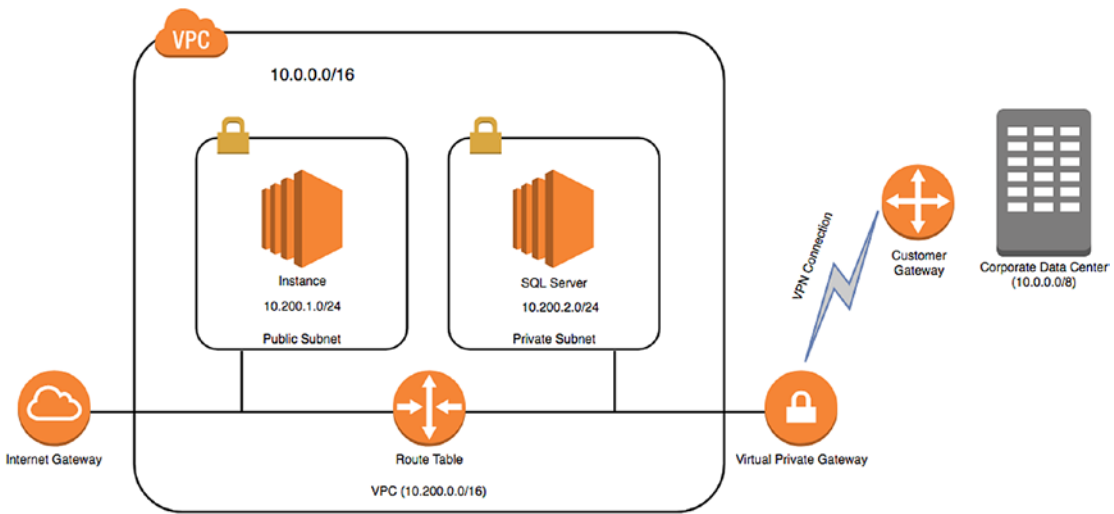 VPC
10.0.0.0/16
Instance
10.200.1.0/24
Public Subnet
SQL Server
10.200.2.0/24
Private Subnet
VPN Connection
Customer
Gateway
Corporate Data Center
(10.0.0.0/8)
Internet Gateway
Route Table
Virtual Private Gateway
VPC (10.200.0.0/16)